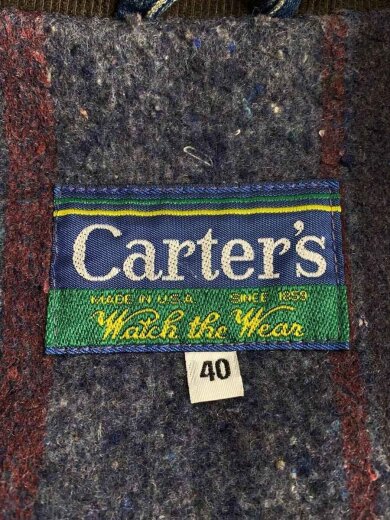 Carter's
MADE IN U.S.A. SINCE 1859
Watch the Wear
40